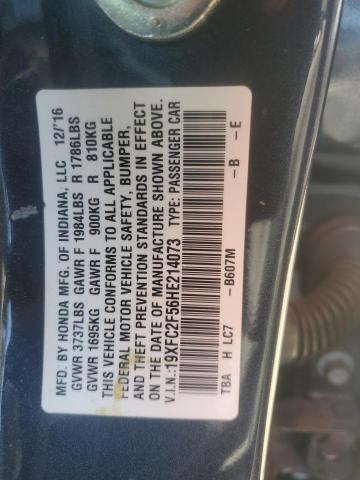 MFD. BY HONDA MFG. OF INDIANA, LLC 12/'16
GVWR 3737LBS GAWR F 1984LBS R 1786LBS
GVWR 1695KG GAWR F 900KG R 810KG
THIS VEHICLE CONFORMS TO ALL APPLICABLE
FEDERAL MOTOR VEHICLE SAFETY, BUMPER,
AND THEFT PREVENTION STANDARDS IN EFFECT
ON THE DATE OF MANUFACTURE SHOWN ABOVE.
V.I.N.:19XFC2F56HE214073 TYPE: PASSENGER CAR
TBA H LC7 -B607M -B -E